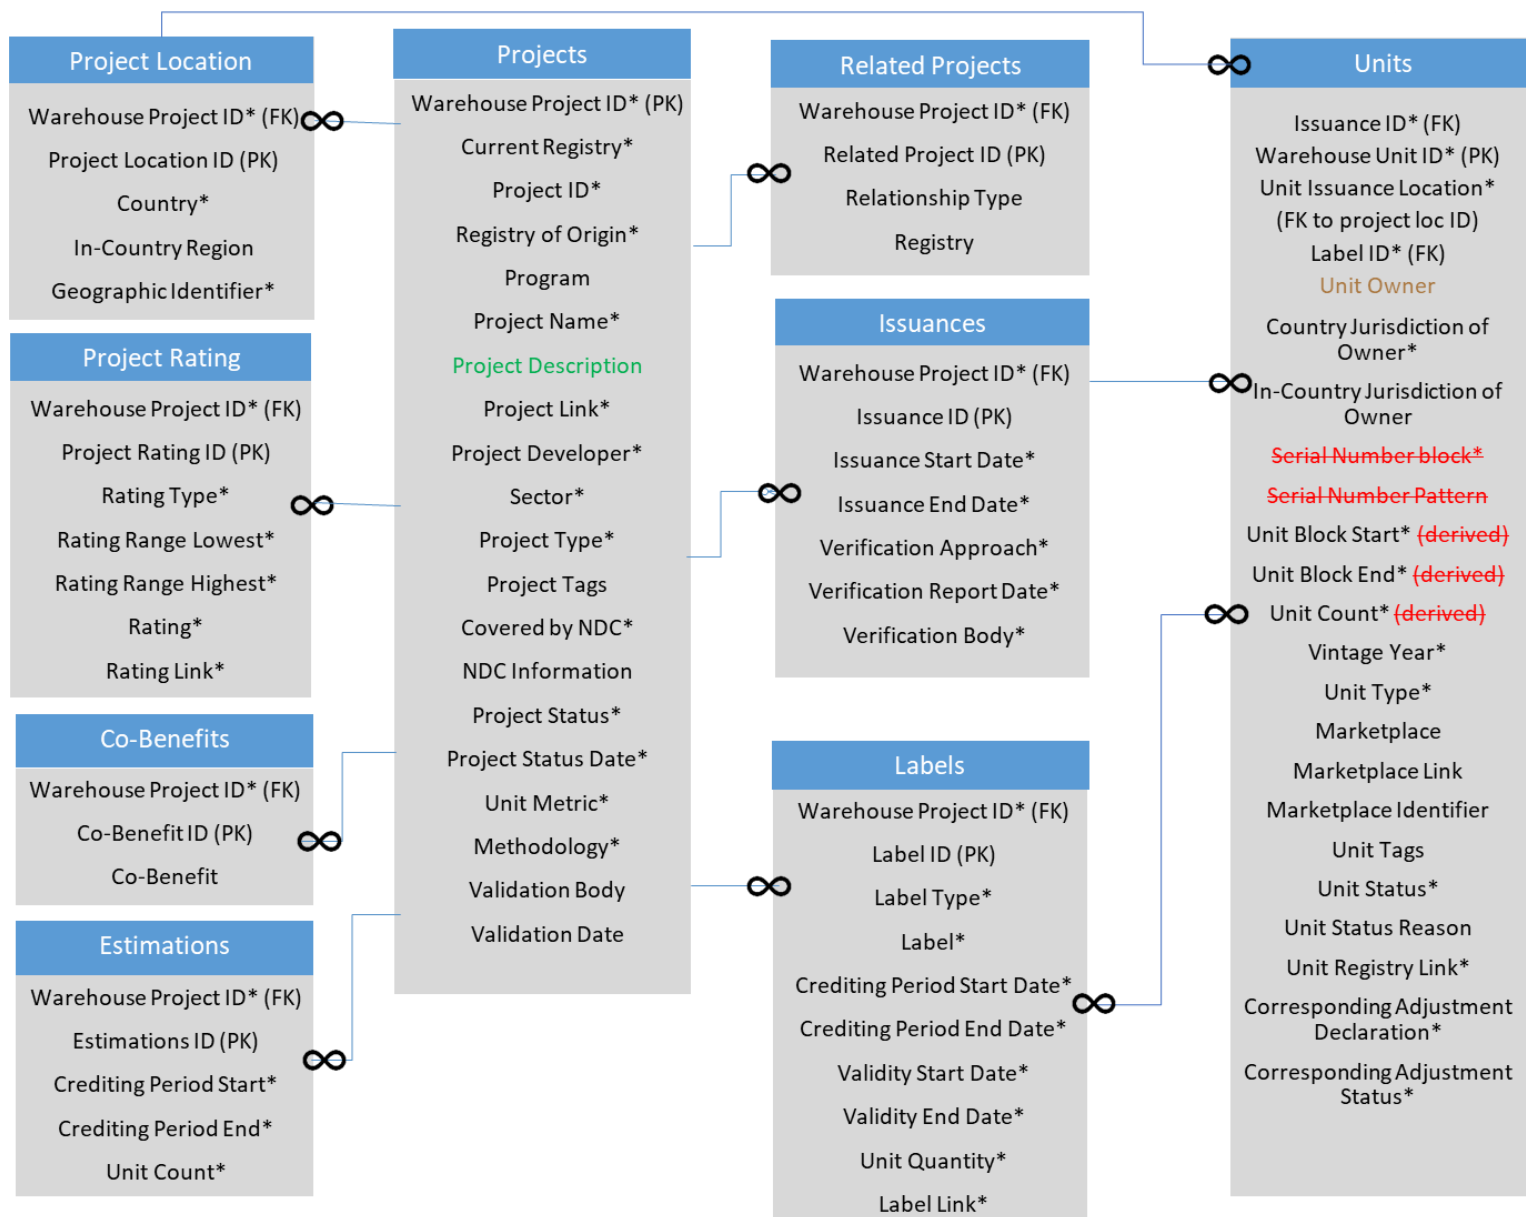 Project Location
Warehouse Project ID* (FK)
Project Location ID (PK)
Country*
In-Country Region
Geographic Identifier*
Project Rating
Warehouse Project ID* (FK)
Project Rating ID (PK)
Rating Type*
Rating Range Lowest*
Rating Range Highest*
Rating*
Rating Link*
Co-Benefits
Warehouse Project ID* (FK)
Co-Benefit ID (PK)
Co-Benefit
Estimations
Warehouse Project ID* (FK)
Estimations ID (PK)
Crediting Period Start*
Crediting Period End*
Unit Count*
Projects
Warehouse Project ID* (PK)
Current Registry*
Project ID*
Registry of Origin*
Program
Project Name*
Project Description
Project Link*
Project Developer*
Sector*
Project Type*
Project Tags
Covered by NDC*
NDC Information
Project Status*
Project Status Date*
Unit Metric*
Methodology*
Validation Body
Validation Date
Related Projects
Warehouse Project ID* (FK)
Related Project ID (PK)
Relationship Type
Registry
Issuances
Warehouse Project ID* (FK)
Issuance ID (PK)
Issuance Start Date*
Issuance End Date*
Verification Approach*
Verification Report Date*
Verification Body*
Labels
Warehouse Project ID* (FK)
Label ID (PK)
Label Type*
Label*
Crediting Period Start Date*
Crediting Period End Date*
Validity Start Date*
Validity End Date*
Unit Quantity*
Label Link*
Units
Issuance ID* (FK)
Warehouse Unit ID* (PK)
Unit Issuance Location*
(FK to project loc ID)
Label ID* (FK)
Unit Owner
Country Jurisdiction of
Owner*
In-Country Jurisdiction of
Owner
Serial Number block*
Serial Number Pattern
Unit Block Start* (derived)
Unit Block End* (derived)
Unit Count* (derived)
Vintage Year*
Unit Type*
Marketplace
Marketplace Link
Marketplace Identifier
Unit Tags
Unit Status*
Unit Status Reason
Unit Registry Link*
Corresponding Adjustment
Declaration*
Corresponding Adjustment
Status*